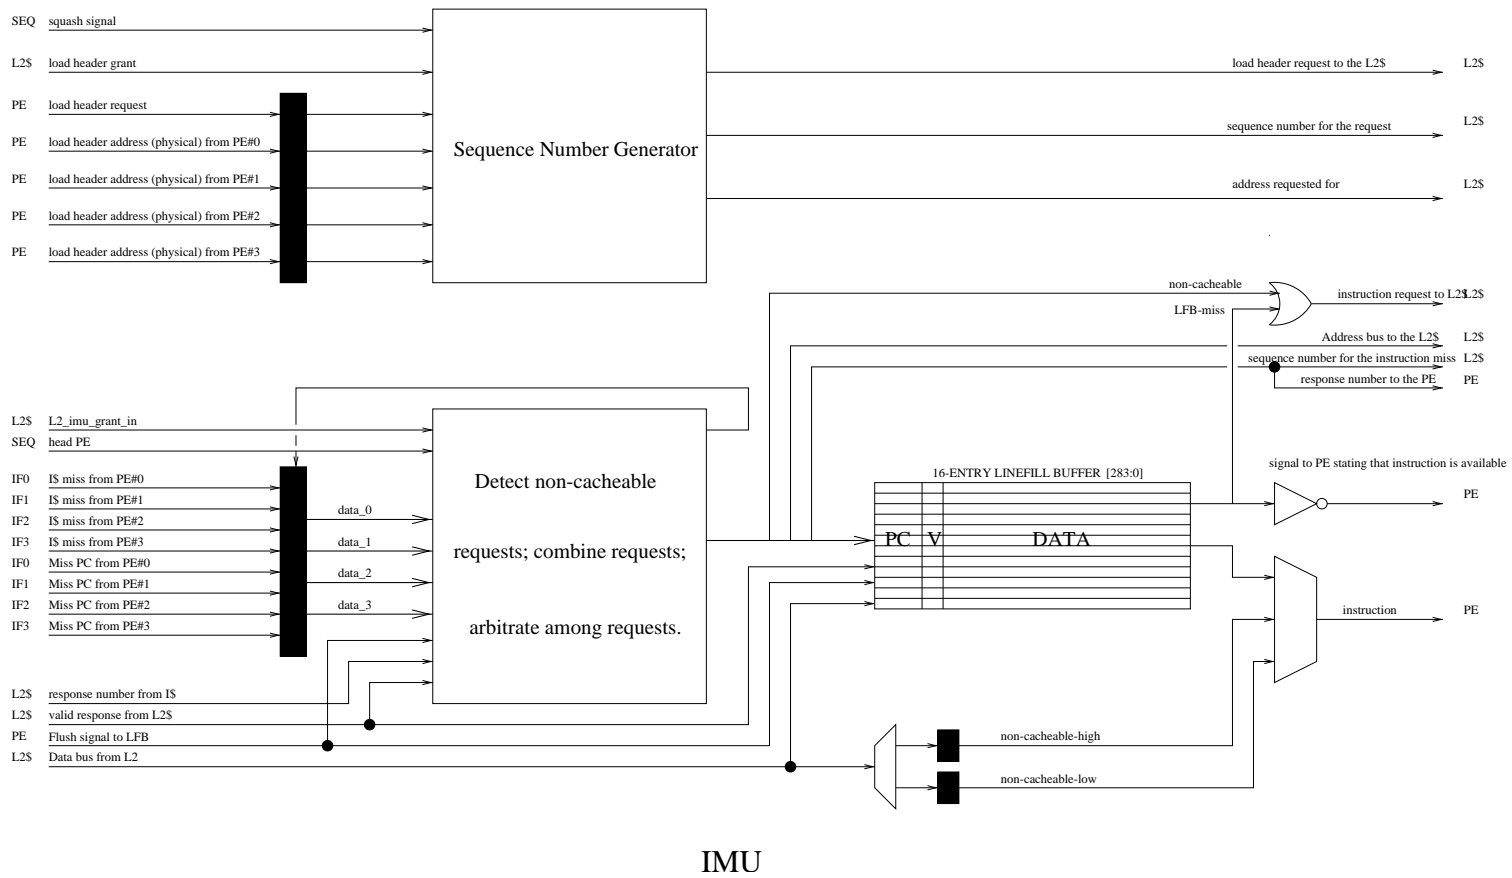 SEQ squash signal
L2$ load header grant
load header request to the L2$ L2$
PE load header request
sequence number for the request L2$
PE load header address (physical) from PE#0
Sequence Number Generator
PE load header address (physical) from PE#1
address requested for L2$
PE load header address (physical) from PE#2
PE load header address (physical) from PE#3
non-cacheable
instruction request to L2$ L2$
LFB-miss
Address bus to the L2$ L2$
sequence number for the instruction miss L2$
response number to the PE PE
L2$ L2_imu_grant_in
SEQ head PE
signal to PE stating that instruction is available
16-ENTRY LINEFILL BUFFER [283:0]
IF0 I$ miss from PE#0
Detect non-cacheable
IF1 I$ miss from PE#1
PE
data_0
IF2 I$ miss from PE#2
IF3 I$ miss from PE#3
data_1
PC V DATA
requests; combine requests;
IF0 Miss PC from PE#0
data_2
IF1 Miss PC from PE#1
IF2 Miss PC from PE#2
data_3
instruction PE
IF3 Miss PC from PE#3
arbitrate among requests.
L2$ response number from I$
L2$ valid response from L2$
PE Flush signal to LFB
non-cacheable-high
L2$ Data bus from L2
non-cacheable-low
IMU